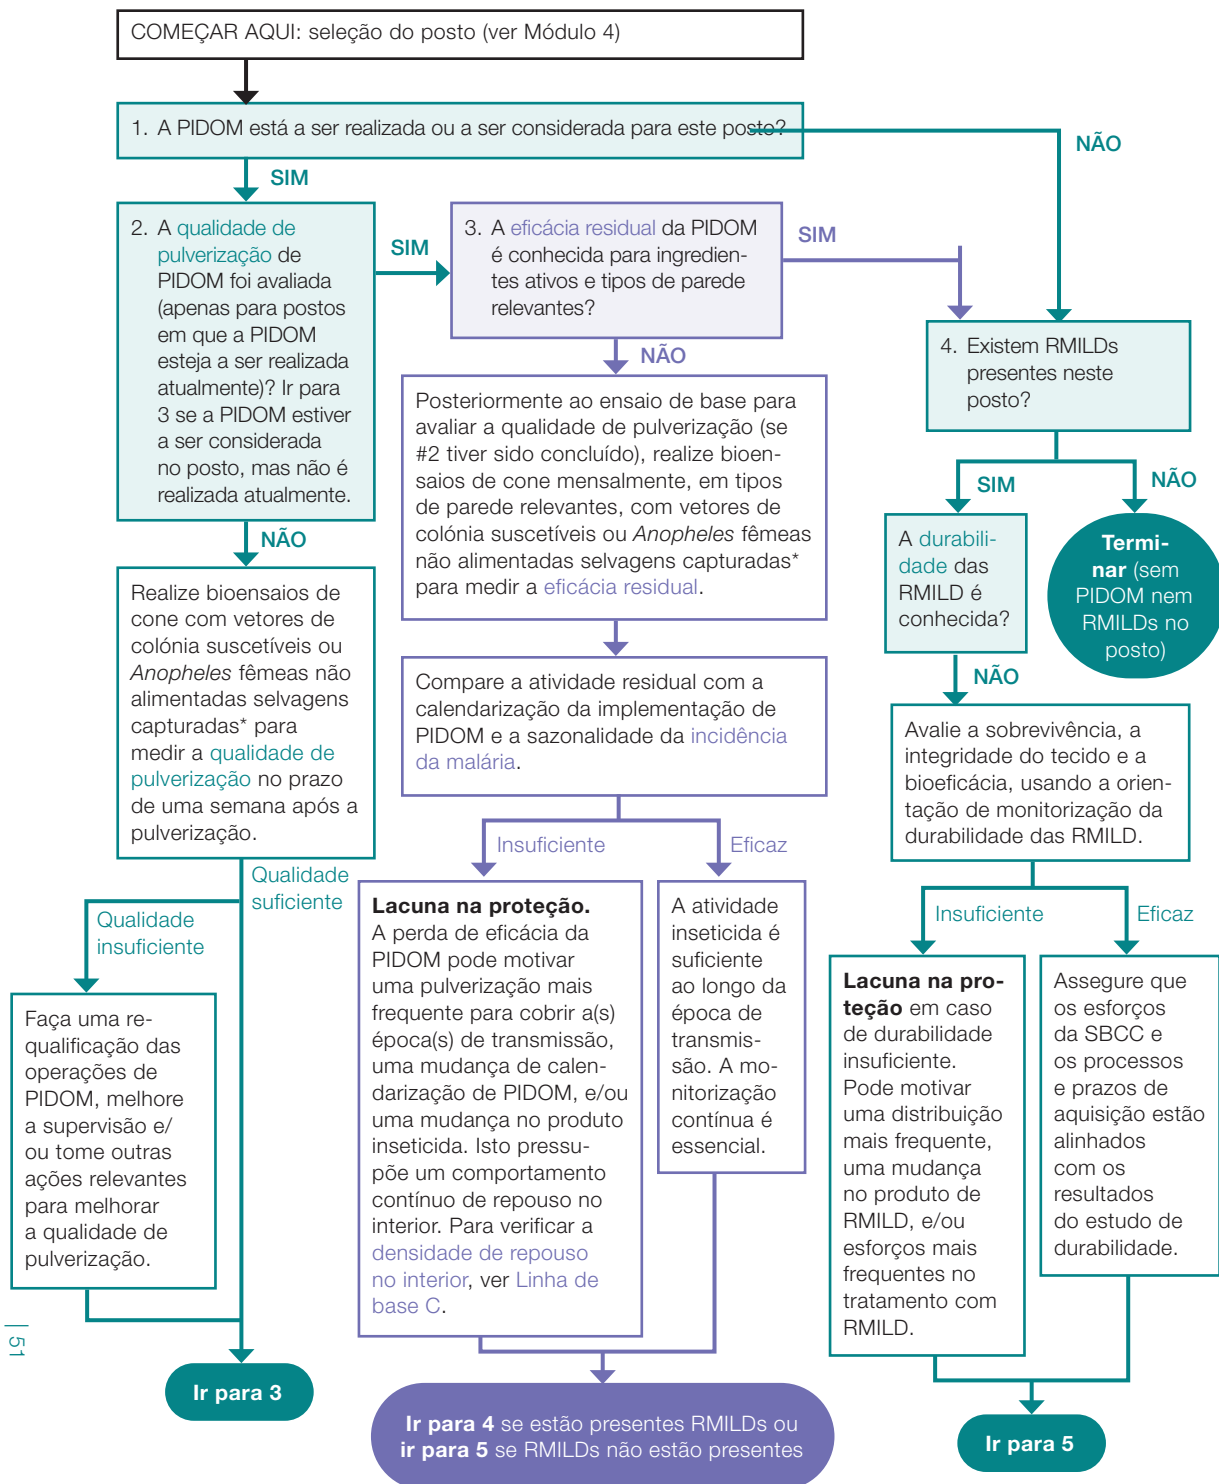 COMEÇAR AQUI: seleção do posto (ver Módulo 4)
1. A PIDOM está a ser realizada ou a ser considerada para este posto?
NÃO
SIM
2. A qualidade de
pulverização de
PIDOM foi avaliada
(apenas para postos
em que a PIDOM
esteja a ser realizada
atualmente)? Ir para
3 se a PIDOM estiver
a ser considerada
no posto, mas não é
realizada atualmente.
SIM
3. A eficácia residual da PIDOM
é conhecida para ingredien-
tes ativos e tipos de parede
relevantes?
SIM
4. Existem RMILDs
presentes neste
posto?
NÃO
Realize bioensaios de
cone com vetores de
colónia suscetíveis ou
Anopheles fêmeas não
alimentadas selvagens
capturadas* para
medir a qualidade de
pulverização no prazo
de uma semana após a
pulverização.
Qualidade
suficiente
Qualidade
insuficiente
Faça uma re-
qualificação das
operações de
PIDOM, melhore
a supervisão e/
ou tome outras
ações relevantes
para melhorar
a qualidade de
pulverização.
Ir para 3
NÃO
Posteriormente ao ensaio de base para
avaliar a qualidade de pulverização (se
#2 tiver sido concluído), realize bioen-
saios de cone mensalmente, em tipos
de parede relevantes, com vetores de
colónia suscetíveis ou Anopheles fêmeas
não alimentadas selvagens capturadas*
para medir a eficácia residual.
Compare a atividade residual com a
calendarização da implementação de
PIDOM e a sazonalidade da incidência
da malária.
Insuficiente
Eficaz
Lacuna na proteção.
A perda de eficácia da
PIDOM pode motivar
uma pulverização mais
frequente para cobrir a(s)
época(s) de transmissão,
uma mudança de calen-
darização de PIDOM, e/ou
uma mudança no produto
inseticida. Isto pressu-
põe um comportamento
contínuo de repouso no
interior. Para verificar a
densidade de repouso
no interior, ver Linha de
base C.
A atividade
inseticida é
suficiente
ao longo da
época de
transmis-
são. A mo-
nitorização
contínua é
essencial.
Ir para 4 se estão presentes RMILDs ou
ir para 5 se RMILDs não estão presentes
SIM
NÃO
A durabili-
dade das
RMILD é
conhecida?
Termi-
nar (sem
PIDOM nem
RMILDs no
posto)
NÃO
Avalie a sobrevivência, a
integridade do tecido e a
bioeficácia, usando a orien-
tação de monitorização da
durabilidade das RMILD.
Insuficiente
Eficaz
Lacuna na pro-
teção em caso
de durabilidade
insuficiente.
Pode motivar
uma distribuição
mais frequente,
uma mudança
no produto de
RMILD, e/ou
esforços mais
frequentes no
tratamento com
RMILD.
Assegure que
os esforços
da SBCC e
os processos
e prazos de
aquisição estão
alinhados
com os
resultados
do estudo de
durabilidade.
Ir para 5
| 51